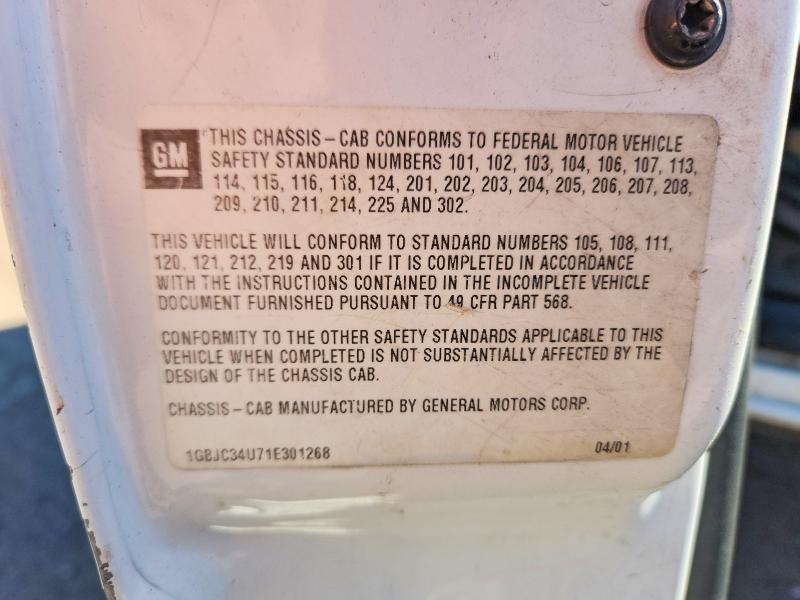 GM
THIS CHASSIS-CAB CONFORMS TO FEDERAL MOTOR VEHICLE
SAFETY STANDARD NUMBERS 101, 102, 103, 104, 106, 107, 113,
114, 115, 116, 118, 124, 201, 202, 203, 204, 205, 206, 207, 208,
209, 210, 211, 214, 225 AND 302.
THIS VEHICLE WILL CONFORM TO STANDARD NUMBERS 105, 108, 111,
120, 121, 212, 219 AND 301 IF IT IS COMPLETED IN ACCORDANCE
WITH THE INSTRUCTIONS CONTAINED IN THE INCOMPLETE VEHICLE
DOCUMENT FURNISHED PURSUANT TO 49 CFR PART 568.
CONFORMITY TO THE OTHER SAFETY STANDARDS APPLICABLE TO THIS
VEHICLE WHEN COMPLETED IS NOT SUBSTANTIALLY AFFECTED BY THE
DESIGN OF THE CHASSIS CAB.
CHASSIS-CAB MANUFACTURED BY GENERAL MOTORS CORP.
1GBJC34U71E301268 04/01